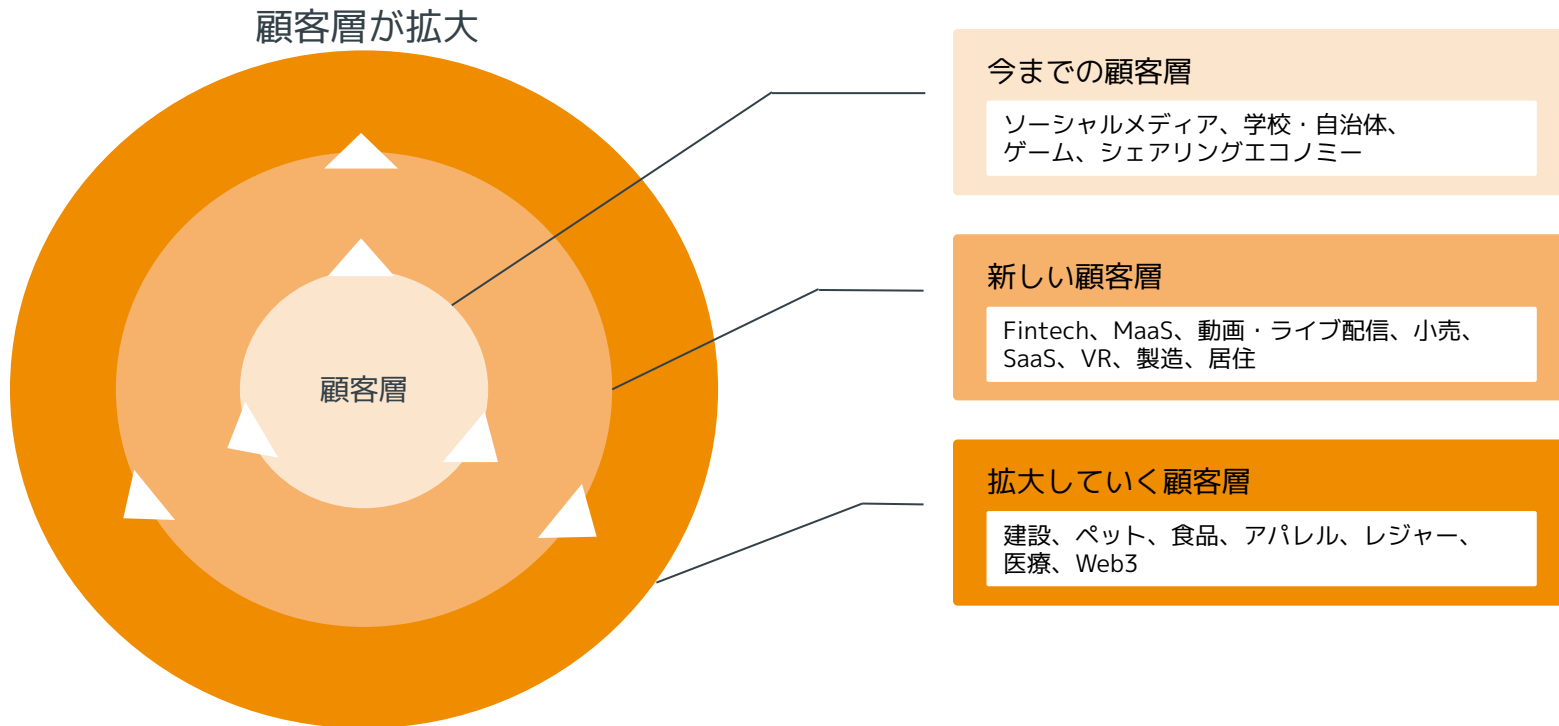 顧客層が拡大
顧客層
今までの顧客層
ソーシャルメディア、学校・自治体、
ゲーム、シェアリングエコノミー
新しい顧客層
Fintech、MaaS、動画・ライブ配信、小売、
SaaS、VR、製造、居住
拡大していく顧客層
建設、ペット、食品、アパレル、レジャー、
医療、Web3